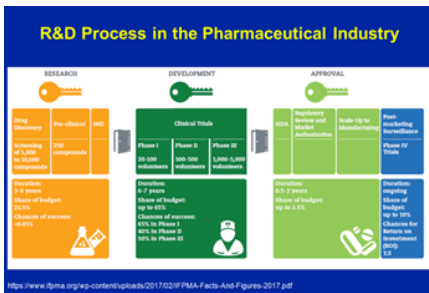 R&D Process in the Pharmaceutical Industry
RESEARCH
DEVELOPMENT
APPROVAL
Drug
Discovery
Pre-clinical
IND
Screening
of 5,000
to 10,000
compounds
250
compounds
Clinical Trials
Phase I
Phase II
Phase III
20-100
volunteers
100-500
volunteers
1,000-5,000
volunteers
NDA
Regulatory
Review and
Market
Authorization
Scale-Up to
Manufacturing
Post-
marketing
Surveillance
Phase IV
Trials
Duration:
3-6 years
Share of budget:
21.5%
Chances of success:
Duration:
6-7 years
Share of budget:
up to 65%
Chances of success:
65% in Phase I
40% in Phase II
50% in Phase III
Duration:
0.5-2 years
Share of budget:
Duration:
ongoing
Share of
budget:
up to 10%
Chances for
Return on
Investment (ROI):
1:3
https://www.ifpma.org/wp-content/uploads/2017/02/IFPMA-Facts-And-Figures-2017.pdf